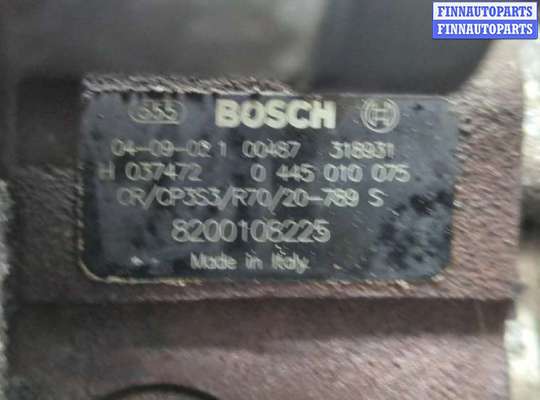 FINNAUTOPARTS
FINNAUTOPARTS
555 BOSCH
04-09-02 1 00487 318931
H 037472 0 445 010 075
CR/CP3S3/R70/20-789 S
8200108225
Made in Italy